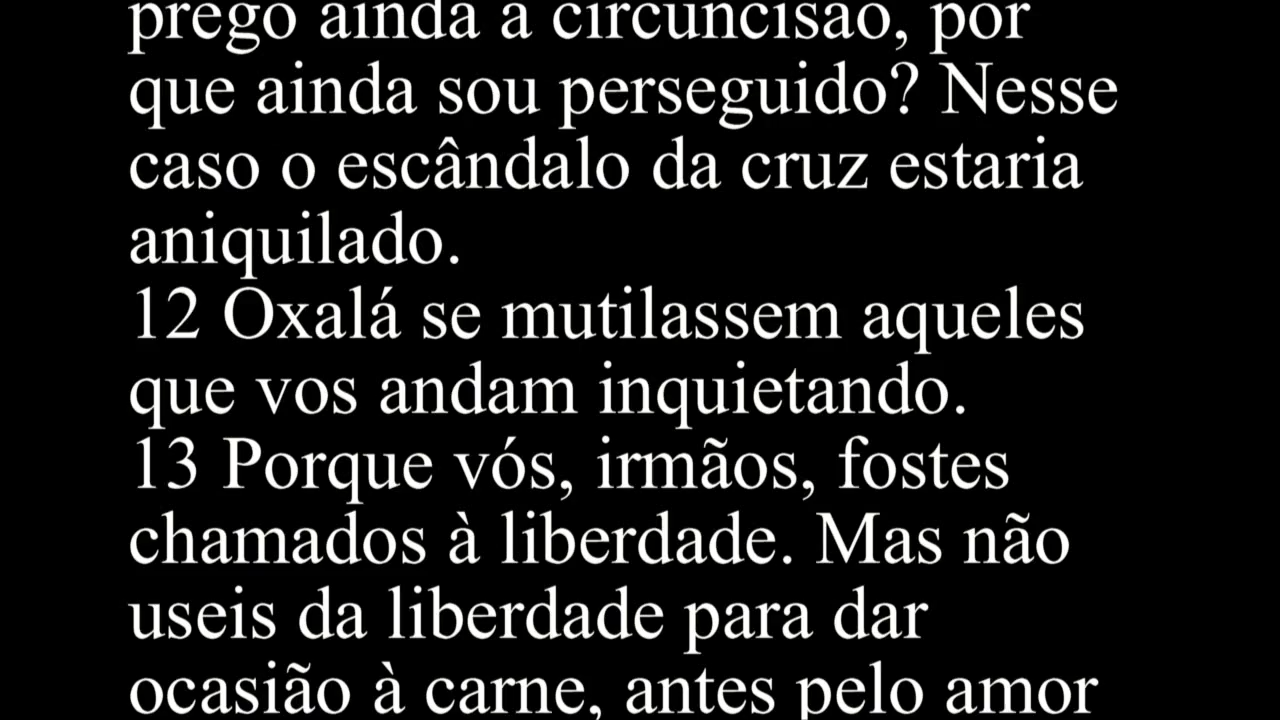 prego ainda a circuncisão, por
que ainda sou perseguido? Nesse
caso o escândalo da cruz estaria
aniquilado.
12 Oxalá se mutilassem aqueles
que vos andam inquietando.
13 Porque vós, irmãos, fostes
chamados à liberdade. Mas não
useis da liberdade para dar
ocasião à carne, antes pelo amor